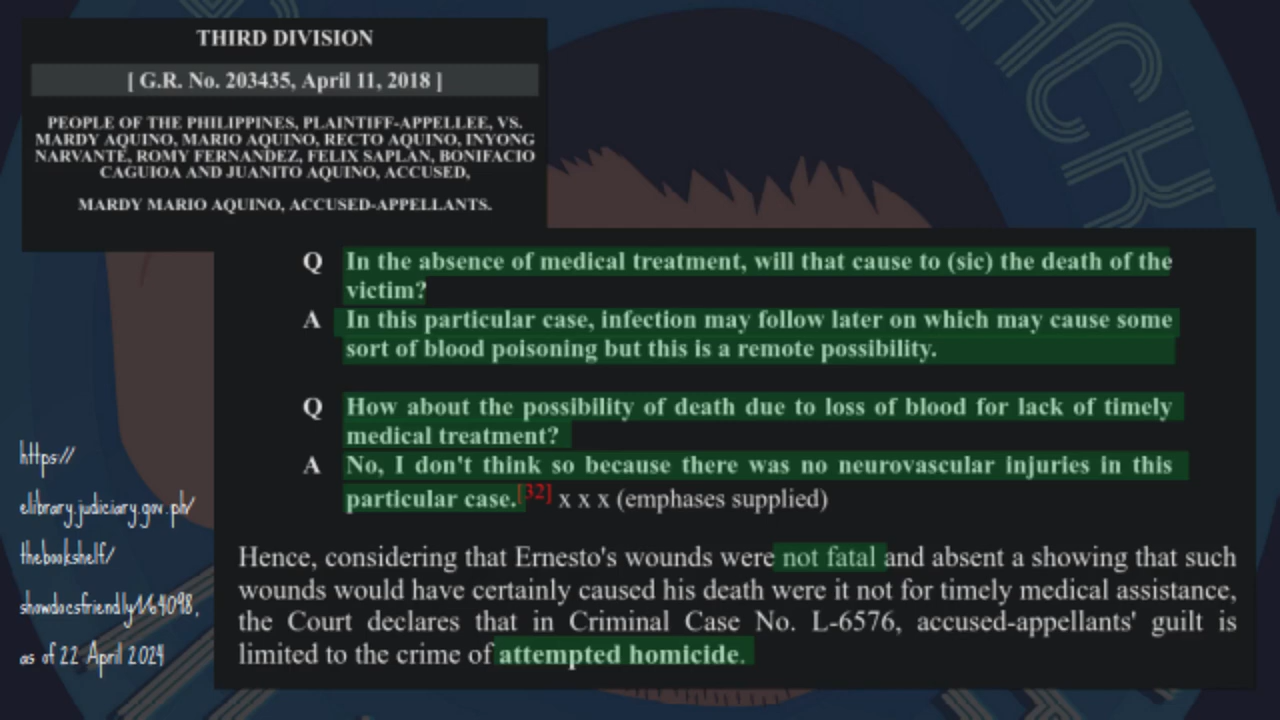 THIRD DIVISION
[ G.R. No. 203435, April 11, 2018 ]
PEOPLE OF THE PHILIPPINES, PLAINTIFF-APPELLEE, VS.
MARDY AQUINO, MARIO AQUINO, RECTO AQUINO, INYONG
NARVANTE, ROMY FERNANDEZ, FELIX SAPLAN, BONIFACIO
CAGUIOA AND JUANITO AQUINO, ACCUSED,
MARDY MARIO AQUINO, ACCUSED-APPELLANTS.
Q In the absence of medical treatment, will that cause to (sic) the death of the
victim?
A In this particular case, infection may follow later on which may cause some
sort of blood poisoning but this is a remote possibility.
Q How about the possibility of death due to loss of blood for lack of timely
medical treatment?
A No, I don't think so because there was no neurovascular injuries in this
particular case.[32] x x x (emphases supplied)
Hence, considering that Ernesto's wounds were not fatal and absent a showing that such
wounds would have certainly caused his death were it not for timely medical assistance,
the Court declares that in Criminal Case No. L-6576, accused-appellants' guilt is
limited to the crime of attempted homicide.
https://
elibrary.judiciary.gov.ph/
thebookshelf/
showdocsfriendly/1/64098,
as of 22 April 2024